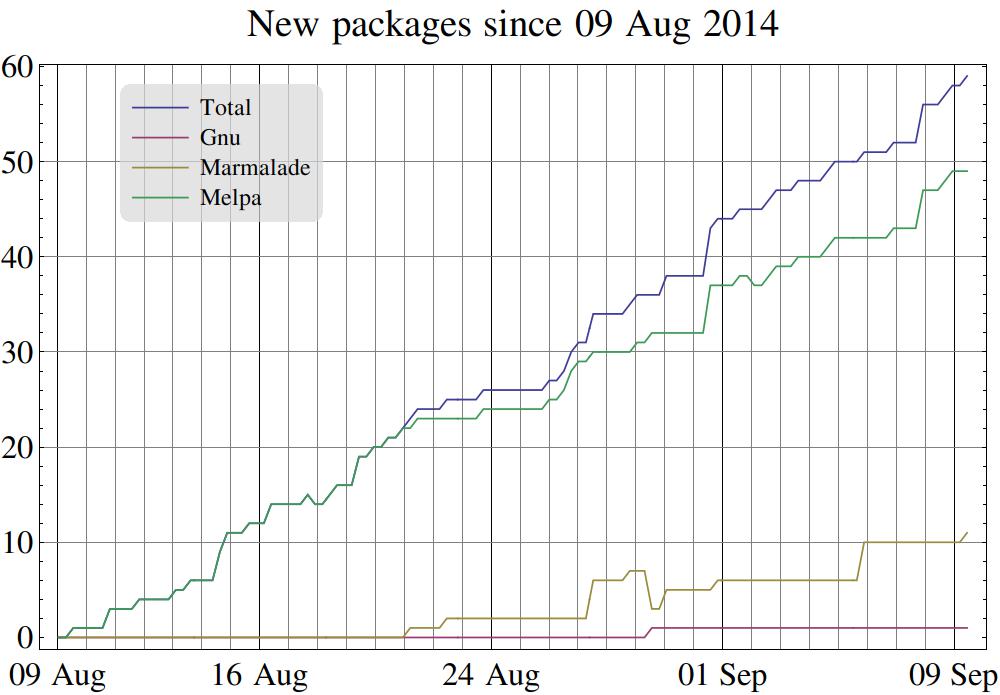 New packages since 09 Aug 2014
60
50
40
30
20
10
0
Total
Gnu
Marmalade
Melpa
09 Aug 16 Aug 24 Aug 01 Sep 09 Sep